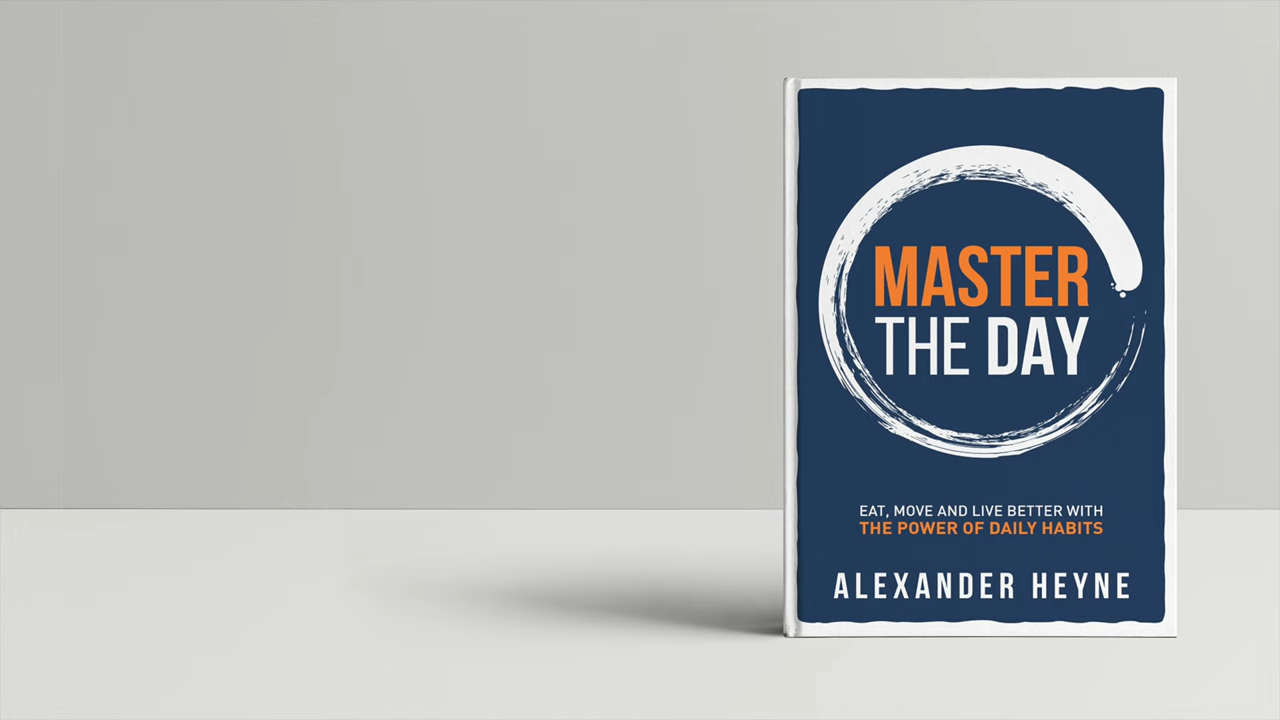 MASTER
THE DAY
EAT, MOVE AND LIVE BETTER WITH
THE POWER OF DAILY HABITS
ALEXANDER HEYNE